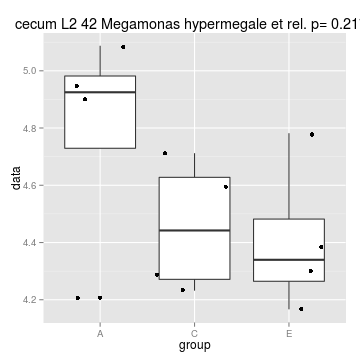 cecum L2 42 Megamonas hypermegale et rel. p= 0.21
data
5.0
4.8
4.6
4.4
4.2
A C E
group